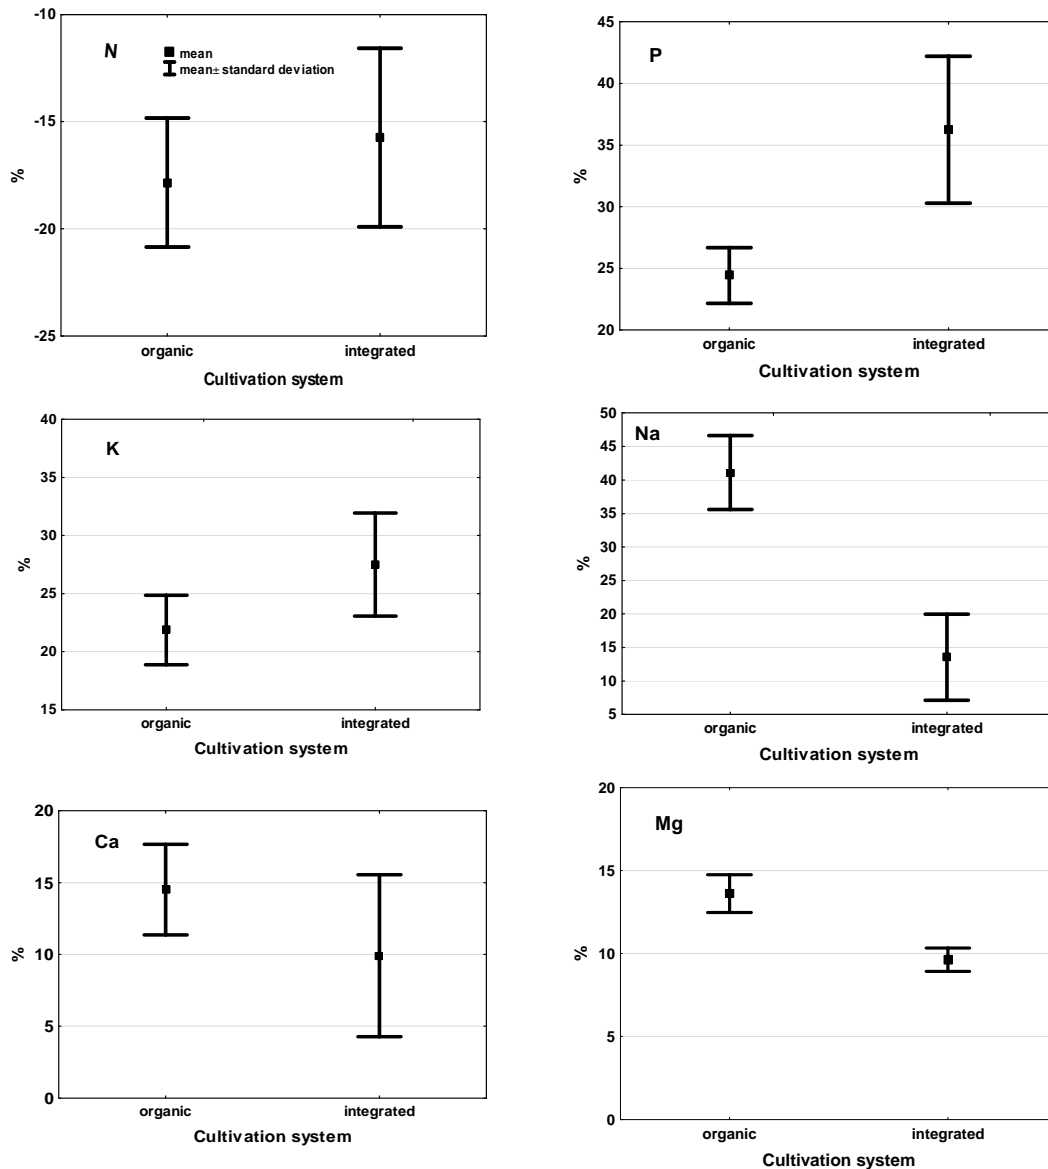 N
mean
mean± standard deviation
-10
-15
-20
-25
%
organic integrated
Cultivation system
P
45
40
35
30
25
20
%
organic integrated
Cultivation system
K
40
35
30
25
20
15
%
organic integrated
Cultivation system
Na
50
45
40
35
30
25
20
15
10
5
%
organic integrated
Cultivation system
Ca
20
15
10
5
0
%
organic integrated
Cultivation system
Mg
20
15
10
5
0
%
organic integrated
Cultivation system